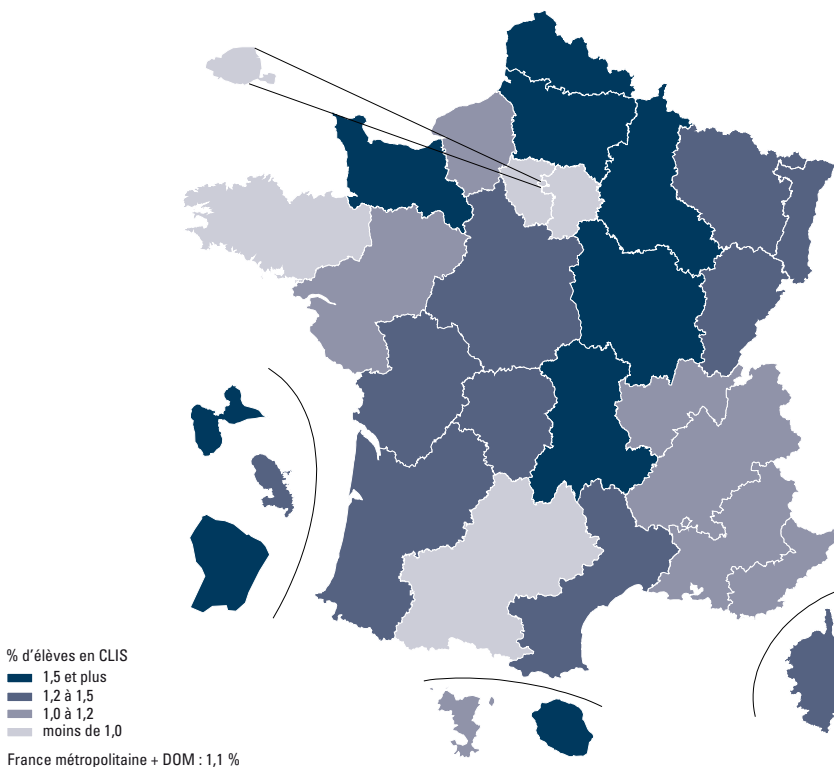 % d'élèves en CLIS
1,5 et plus
1,2 à 1,5
1,0 à 1,2
moins de 1,0
France métropolitaine + DOM : 1,1 %